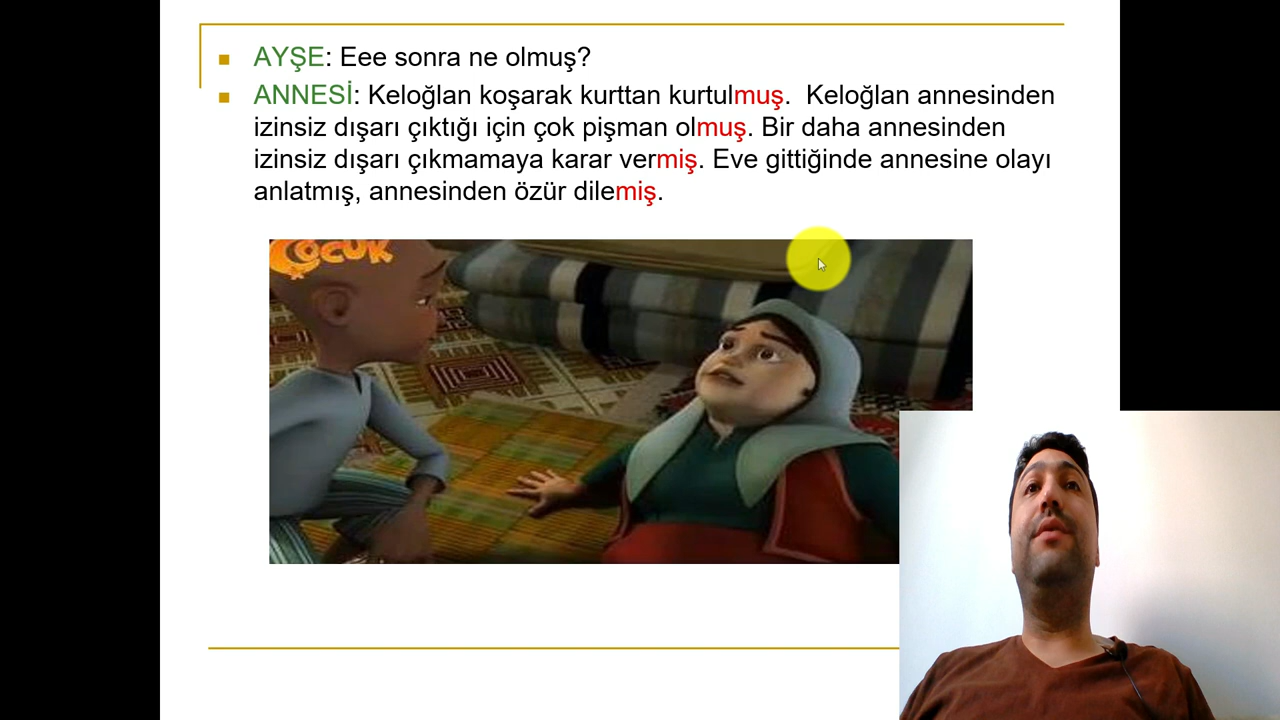 AYŞE: Eee sonra ne olmuş?
ANNESİ: Keloğlan koşarak kurttan kurtulmuş. Keloğlan annesinden
izinsiz dışarı çıktığı için çok pişman olmuş. Bir daha annesinden
izinsiz dışarı çıkmamaya karar vermiş. Eve gittiğinde annesine olayı
anlatmış, annesinden özür dilemiş.
ÇOCUK